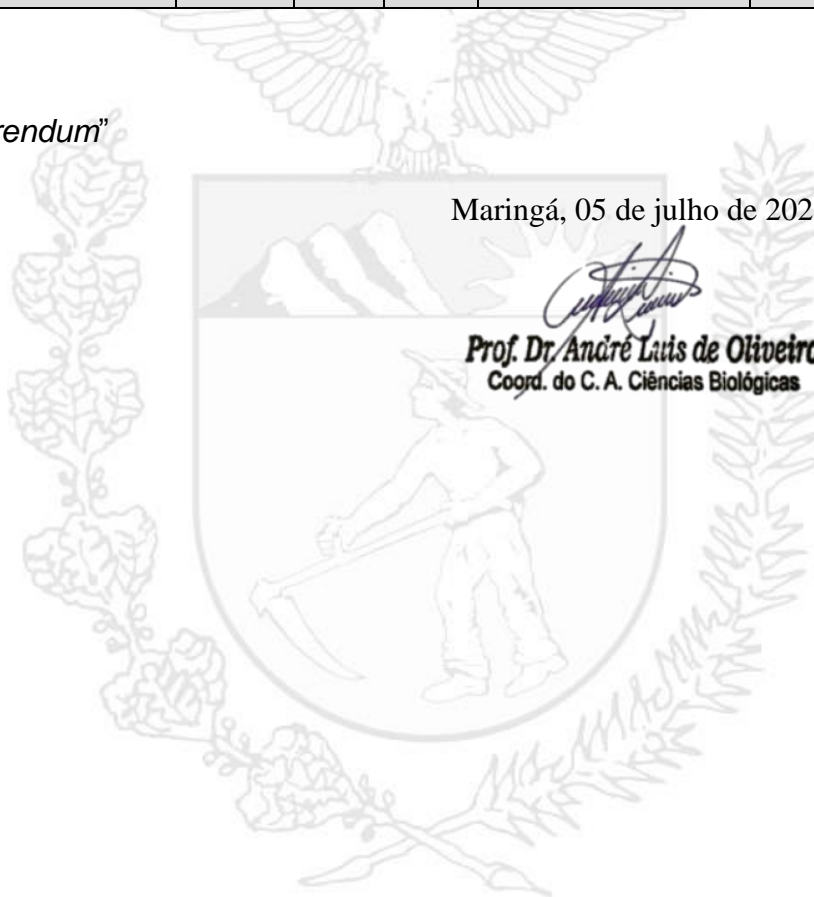 rendum”
Maringá, 05 de julho de 202
Prof. Dr. André Luis de Oliveira
Coord. do C. A. Ciências Biológicas